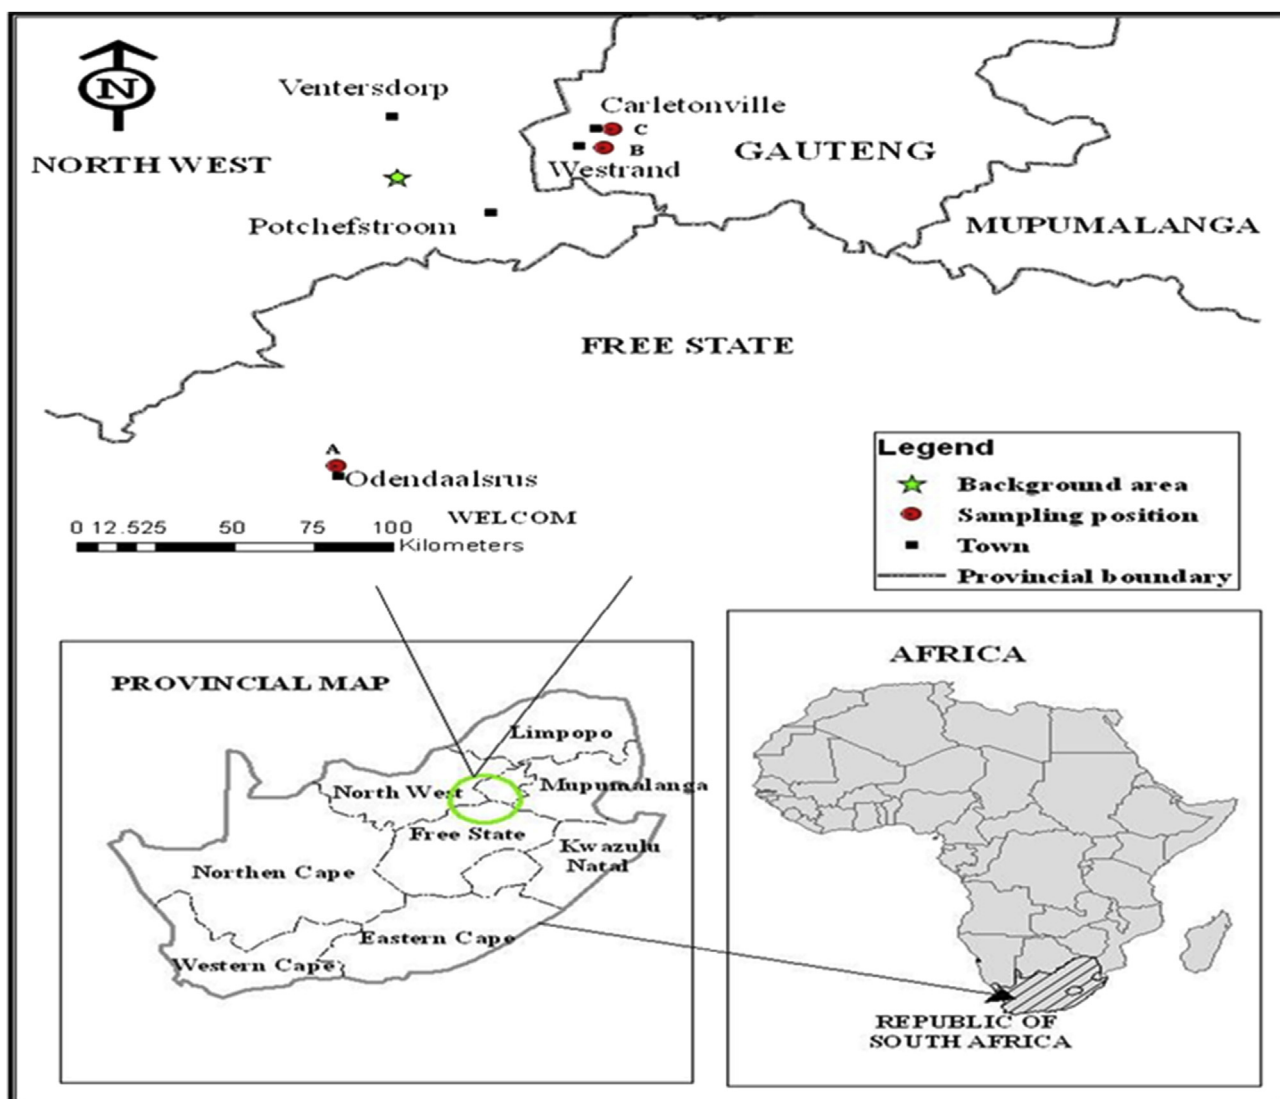 N
Ventersdorp
NORTH WEST
Potchefstroom
Carletonville
C
B
Westrand
GAUTENG
MUPUMALANGA
FREE STATE
A
Odendaalsrus
WELCOM
0 12.525 50 75 100
Kilometers
Legend
Background area
Sampling position
Town
Provincial boundary
PROVINCIAL MAP
Limpopo
North West
Mupumalanga
Free State
Kwazulu
Natal
Northen Cape
Eastern Cape
Western Cape
AFRICA
REPUBLIC OF
SOUTH AFRICA